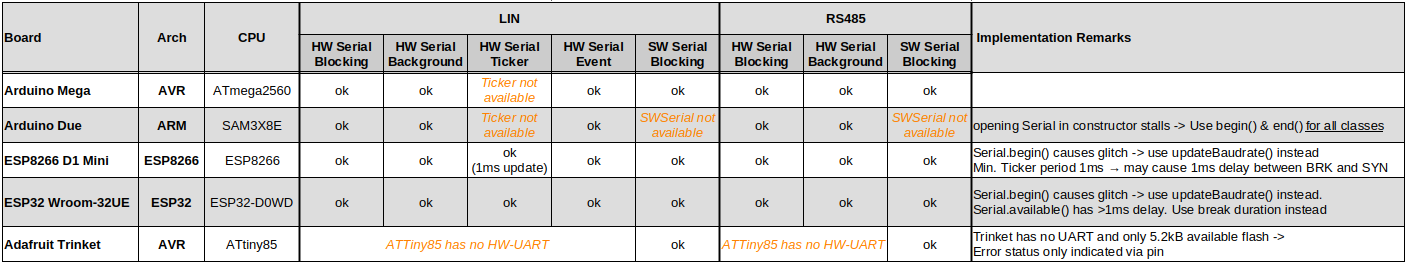 Board Arch CPU LIN RS485 Implementation Remarks
HW Serial Blocking HW Serial Background HW Serial Ticker HW Serial Event SW Serial Blocking HW Serial Blocking HW Serial Background SW Serial Blocking
Arduino Mega AVR ATmega2560 ok ok Ticker not available ok ok ok ok ok
Arduino Due ARM SAM3X8E ok ok Ticker not available ok SWSerial not available ok ok SWSerial not available opening Serial in constructor stalls -> Use begin() & end() for all classes
ESP8266 D1 Mini ESP8266 ESP8266 ok ok ok (1ms update) ok ok ok ok ok Serial.begin() causes glitch -> use updateBaudrate() instead
Min. Ticker period 1ms → may cause 1ms delay between BRK and SYN
ESP32 Wroom-32UE ESP32 ESP32-D0WD ok ok ok ok ok ok ok ok Serial.begin() causes glitch -> use updateBaudrate() instead.
Serial.available() has >1ms delay. Use break duration instead
Adafruit Trinket AVR ATtiny85 ATTiny85 has no HW-UART ok ATTiny85 has no HW-UART ok Trinket has no UART and only 5.2kB available flash ->
Error status only indicated via pin